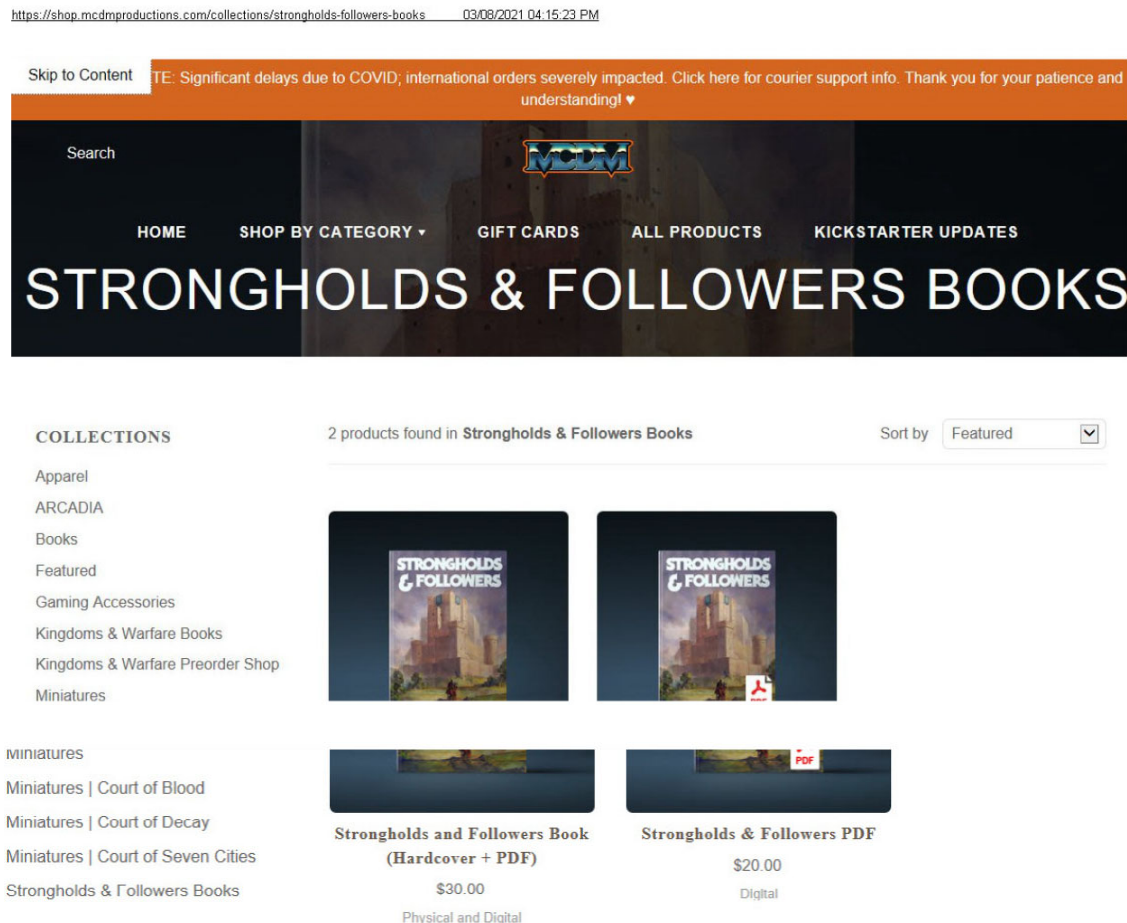 https://shop.mcdmproductions.com/collections/strongholds-followers-books 03/08/2021 04:15:23 PM
Skip to Content TE: Significant delays due to COVID; international orders severely impacted. Click here for courier support info. Thank you for your patience and
understanding! ♥
Search
MCDM
HOME SHOP BY CATEGORY ▾ GIFT CARDS ALL PRODUCTS KICKSTARTER UPDATES
STRONGHOLDS & FOLLOWERS BOOKS
COLLECTIONS
2 products found in Strongholds & Followers Books
Sort by Featured
Apparel
ARCADIA
Books
Featured
Gaming Accessories
Kingdoms & Warfare Books
Kingdoms & Warfare Preorder Shop
Miniatures
STRONGHOLDS
& FOLLOWERS
STRONGHOLDS
& FOLLOWERS
PDF
Miniatures
Miniatures | Court of Blood
Miniatures | Court of Decay
Miniatures | Court of Seven Cities
Strongholds & Followers Books
PDF
Strongholds and Followers Book
(Hardcover + PDF)
$30.00
Physical and Digital
Strongholds & Followers PDF
$20.00
Digital